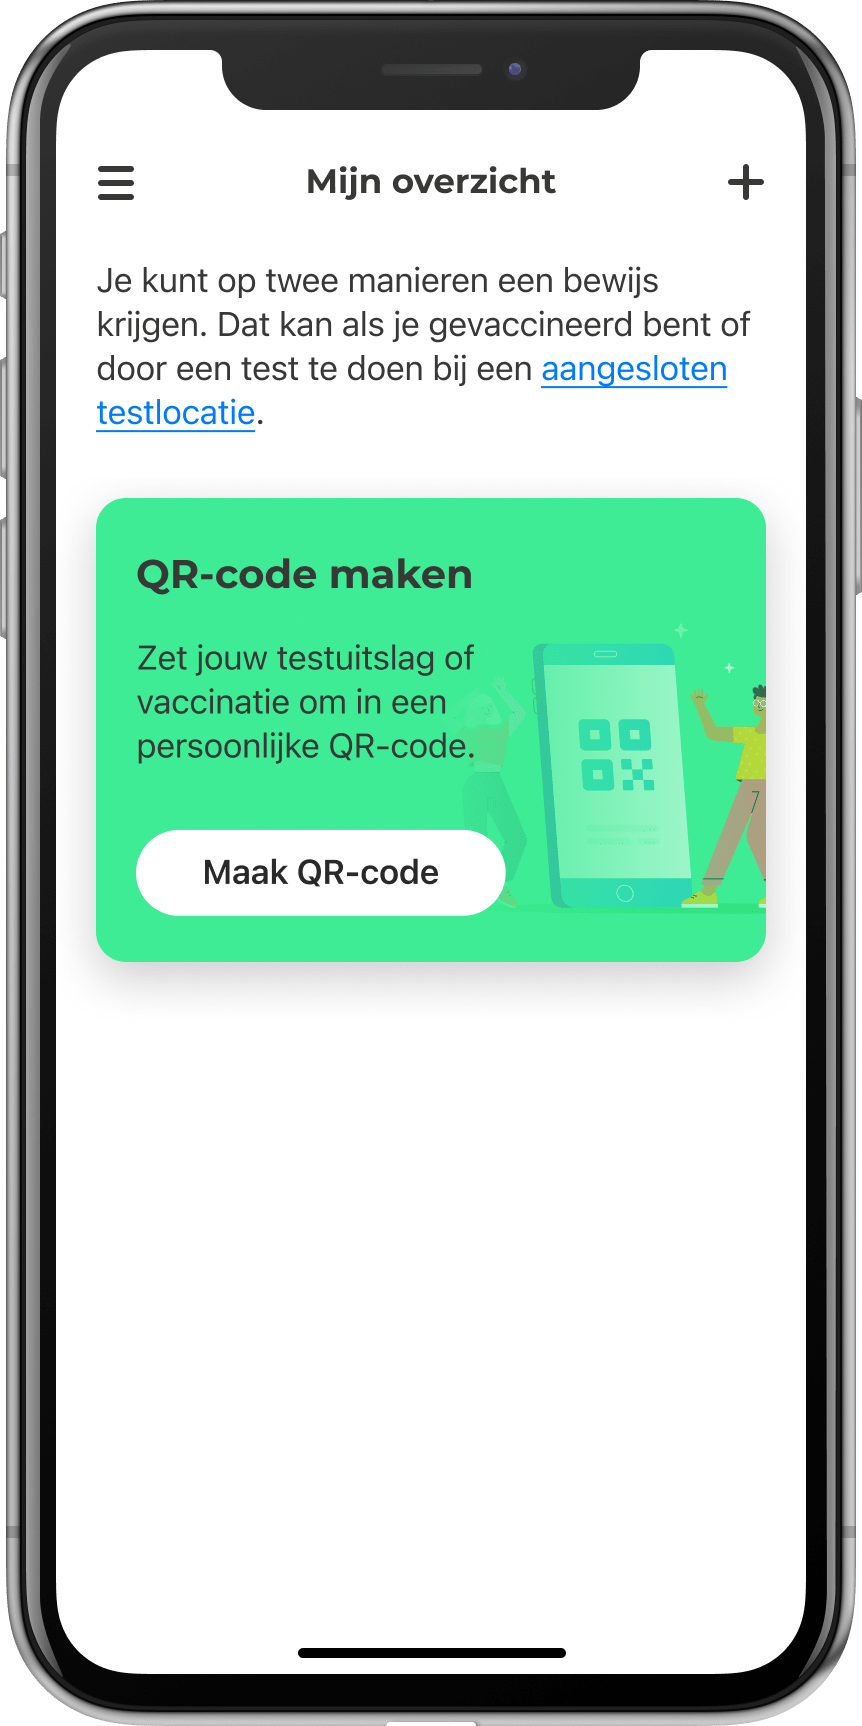 Mijn overzicht
Je kunt op twee manieren een bewijs
krijgen. Dat kan als je gevaccineerd bent of
door een test te doen bij een aangesloten
testlocatie.
QR-code maken
Zet jouw testuitslag of
vaccinatie om in een
persoonlijke QR-code.
Maak QR-code